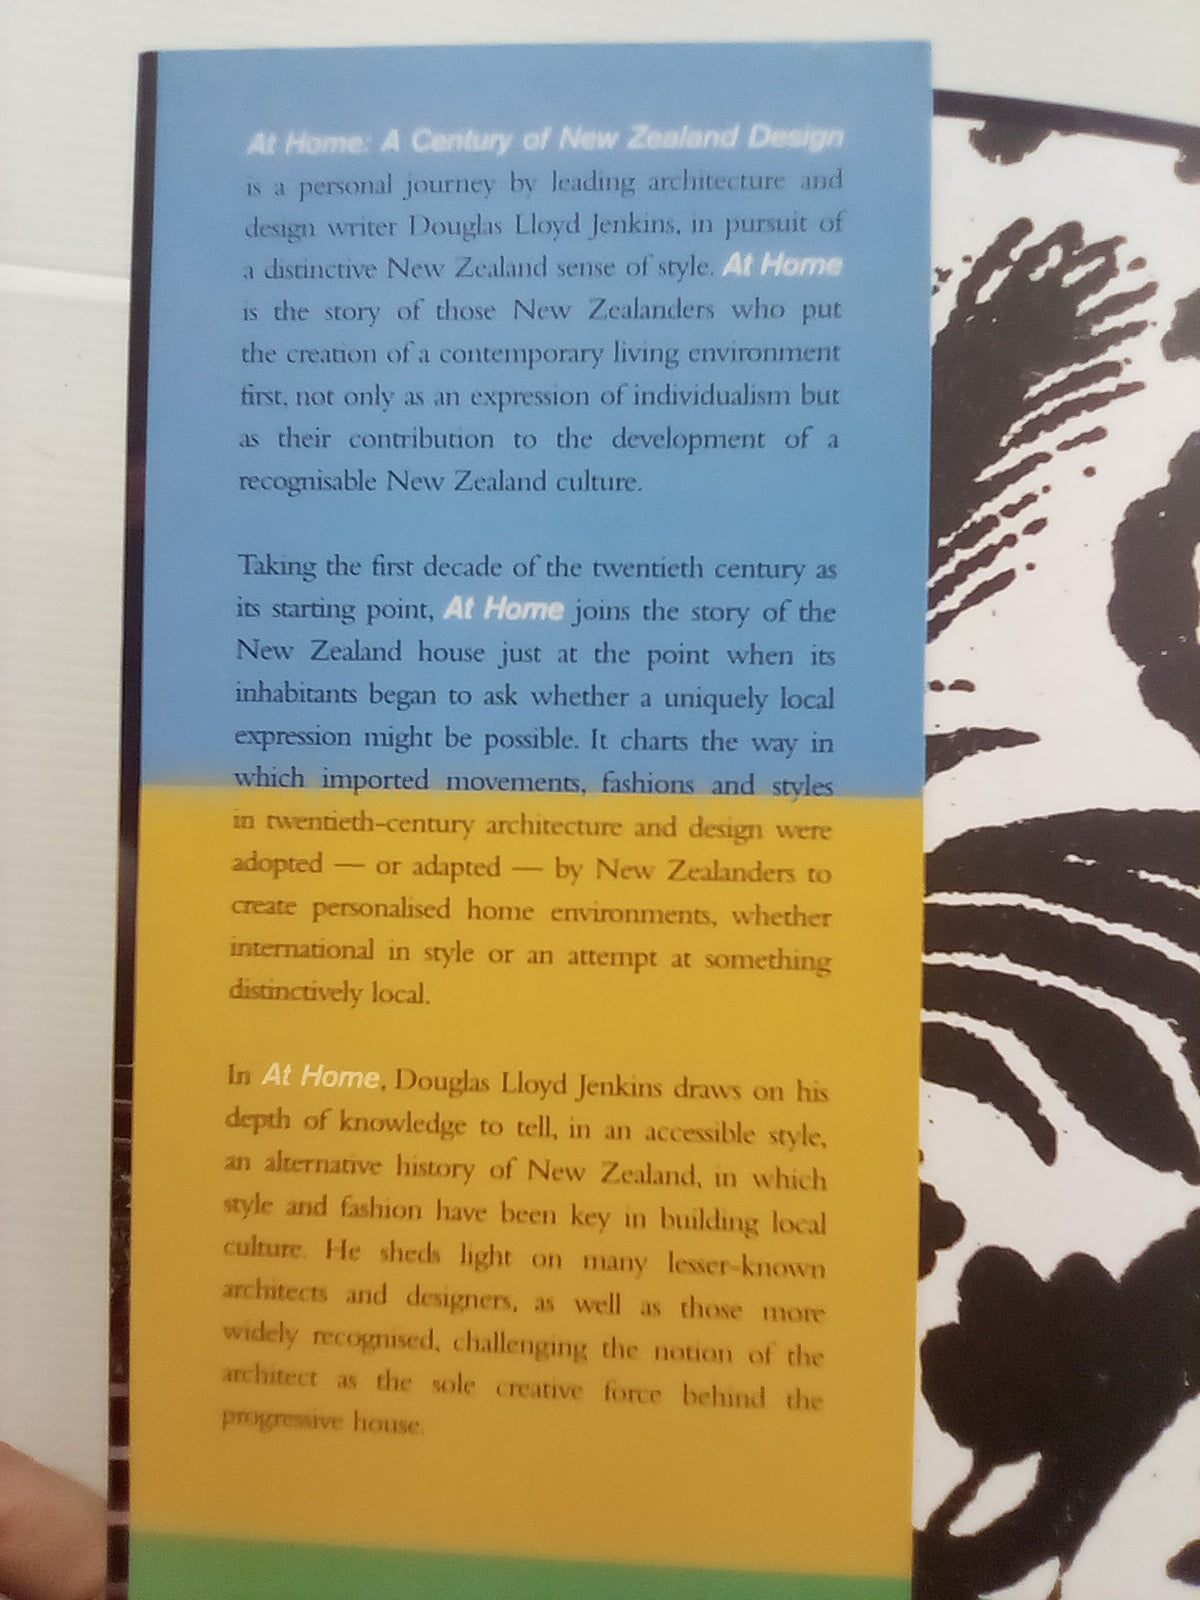 At Home: A Century of New Zealand Design
is a personal journey by leading architecture and
design writer Douglas Lloyd Jenkins, in pursuit of
a distinctive New Zealand sense of style. At Home
is the story of those New Zealanders who put
the creation of a contemporary living environment
first, not only as an expression of individualism but
as their contribution to the development of a
recognisable New Zealand culture.
Taking the first decade of the twentieth century as
its starting point, At Home joins the story of the
New Zealand house just at the point when its
inhabitants began to ask whether a uniquely local
expression might be possible. It charts the way in
which imported movements, fashions and styles
in twentieth-century architecture and design were
adopted — or adapted — by New Zealanders to
create personalised home environments, whether
international in style or an attempt at something
distinctively local.
In At Home, Douglas Lloyd Jenkins draws on his
depth of knowledge to tell, in an accessible style,
an alternative history of New Zealand, in which
style and fashion have been key in building local
culture. He sheds light on many lesser-known
architects and designers, as well as those more
widely recognised, challenging the notion of the
architect as the sole creative force behind the
progressive house.